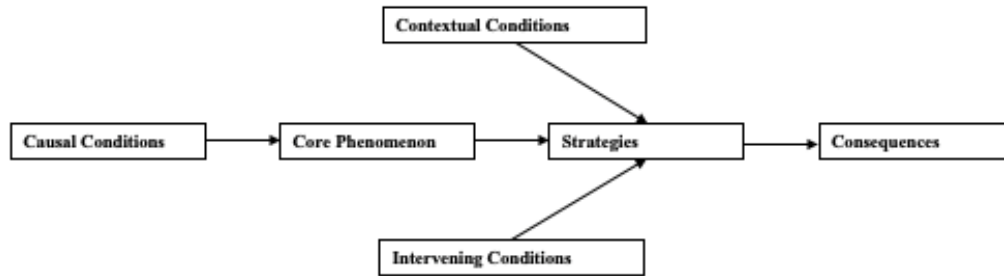 Contextual Conditions
Causal Conditions
Core Phenomenon
Strategies
Consequences
Intervening Conditions